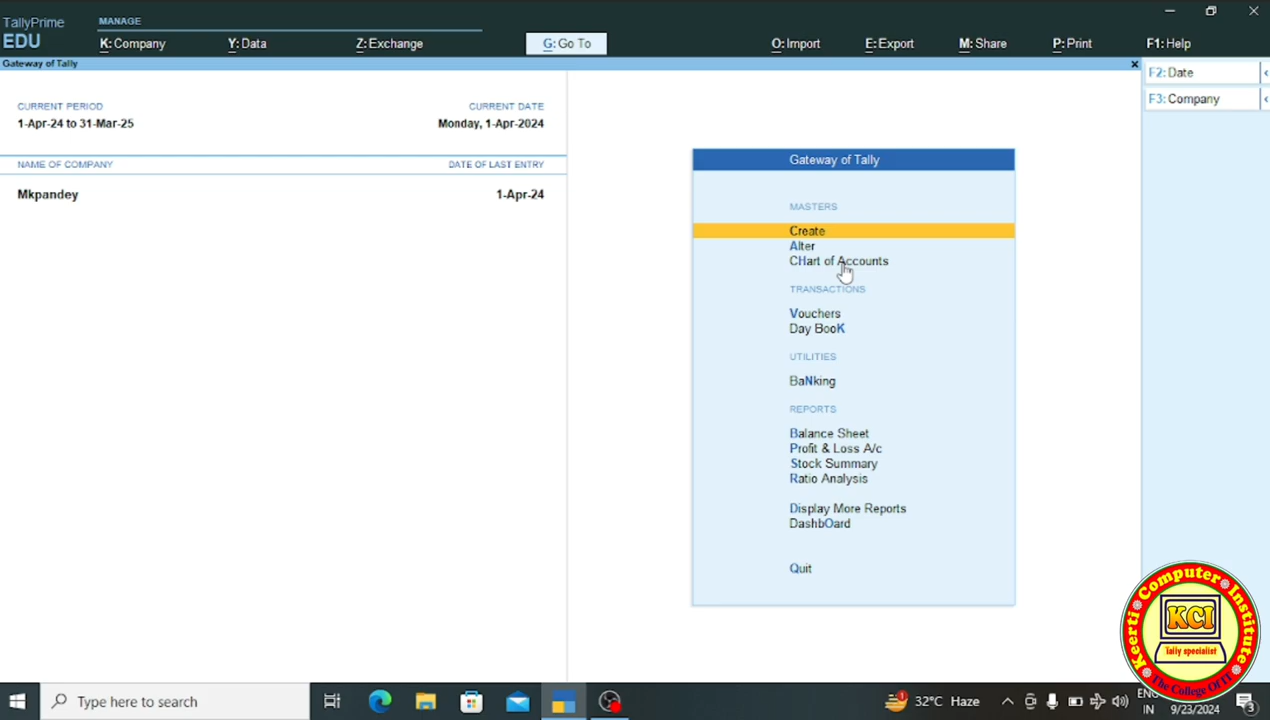 TallyPrime
EDU
MANAGE
K: Company
Y: Data
Z: Exchange
G: Go To
O: Import
E: Export
M: Share
P: Print
F1: Help
Gateway of Tally
x
F2: Date
F3: Company
CURRENT PERIOD
CURRENT DATE
1-Apr-24 to 31-Mar-25
Monday, 1-Apr-2024
NAME OF COMPANY
DATE OF LAST ENTRY
Mkpandey
1-Apr-24
Gateway of Tally
MASTERS
Create
Alter
CHart of Accounts
TRANSACTIONS
Vouchers
Day BooK
UTILITIES
BaNking
REPORTS
Balance Sheet
Profit & Loss A/c
Stock Summary
Ratio Analysis
Display More Reports
DashbOard
Quit
Keerti Computer Institute
KCI
Tally specialist
The College Of IT
Type here to search
1
32°C Haze
ENG
IN
9/23/2024
3